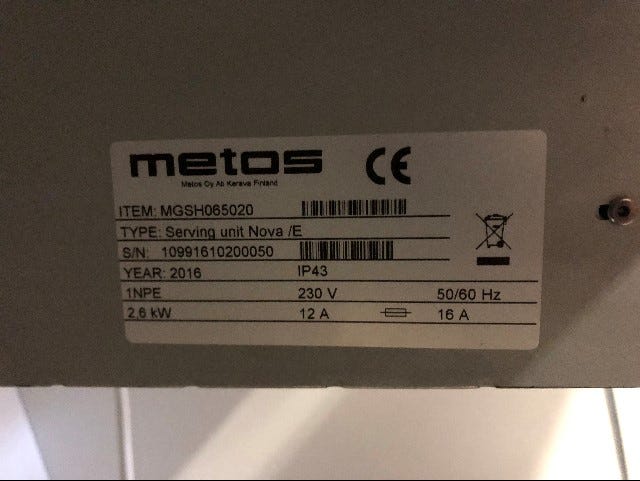 metos CE
Metos Oy Ab Kerava Finland
ITEM: MGSH065020
TYPE: Serving unit Nova /E
S/N: 10991610200050
YEAR: 2016 IP43
1NPE 230 V 50/60 Hz
2,6 kW 12 A 16 A